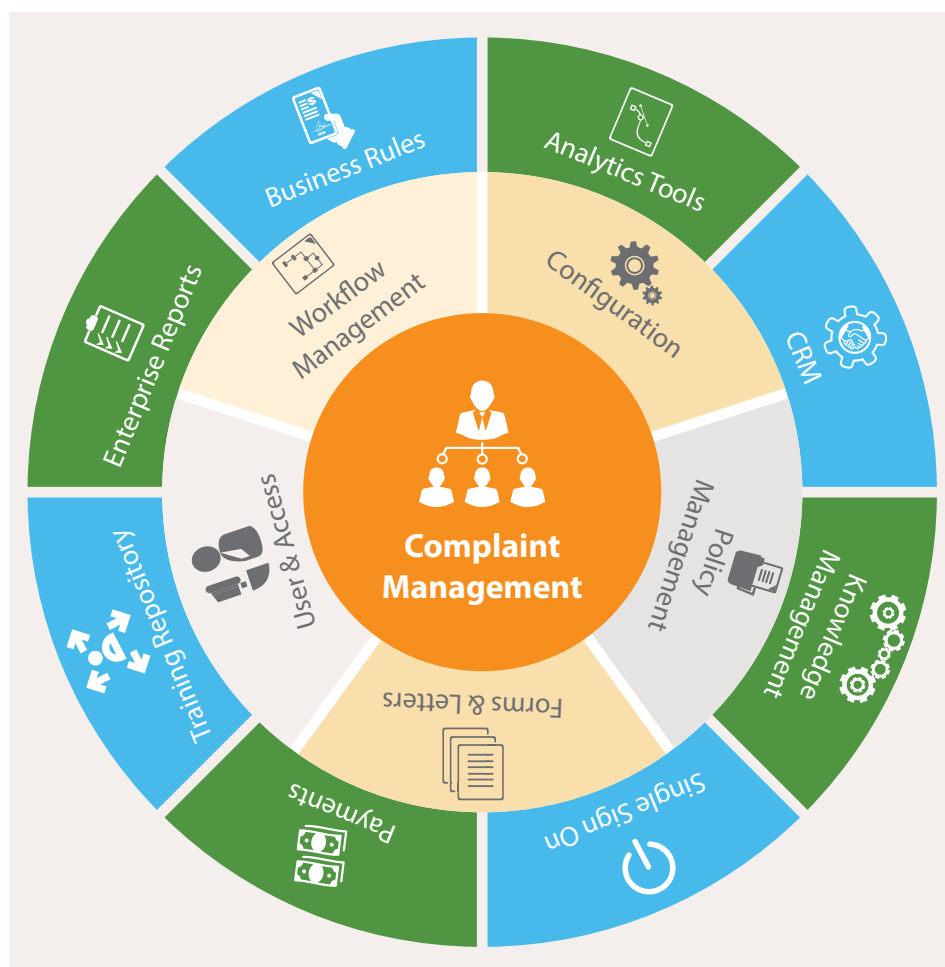 Business Rules
Analytics Tools
CRM
Knowledge
Management
Single Sign On
Payments
Training Repository
Enterprise Reports
Workflow
Management
Configuration
Policy
Management
Forms & Letters
User & Access
Complaint
Management